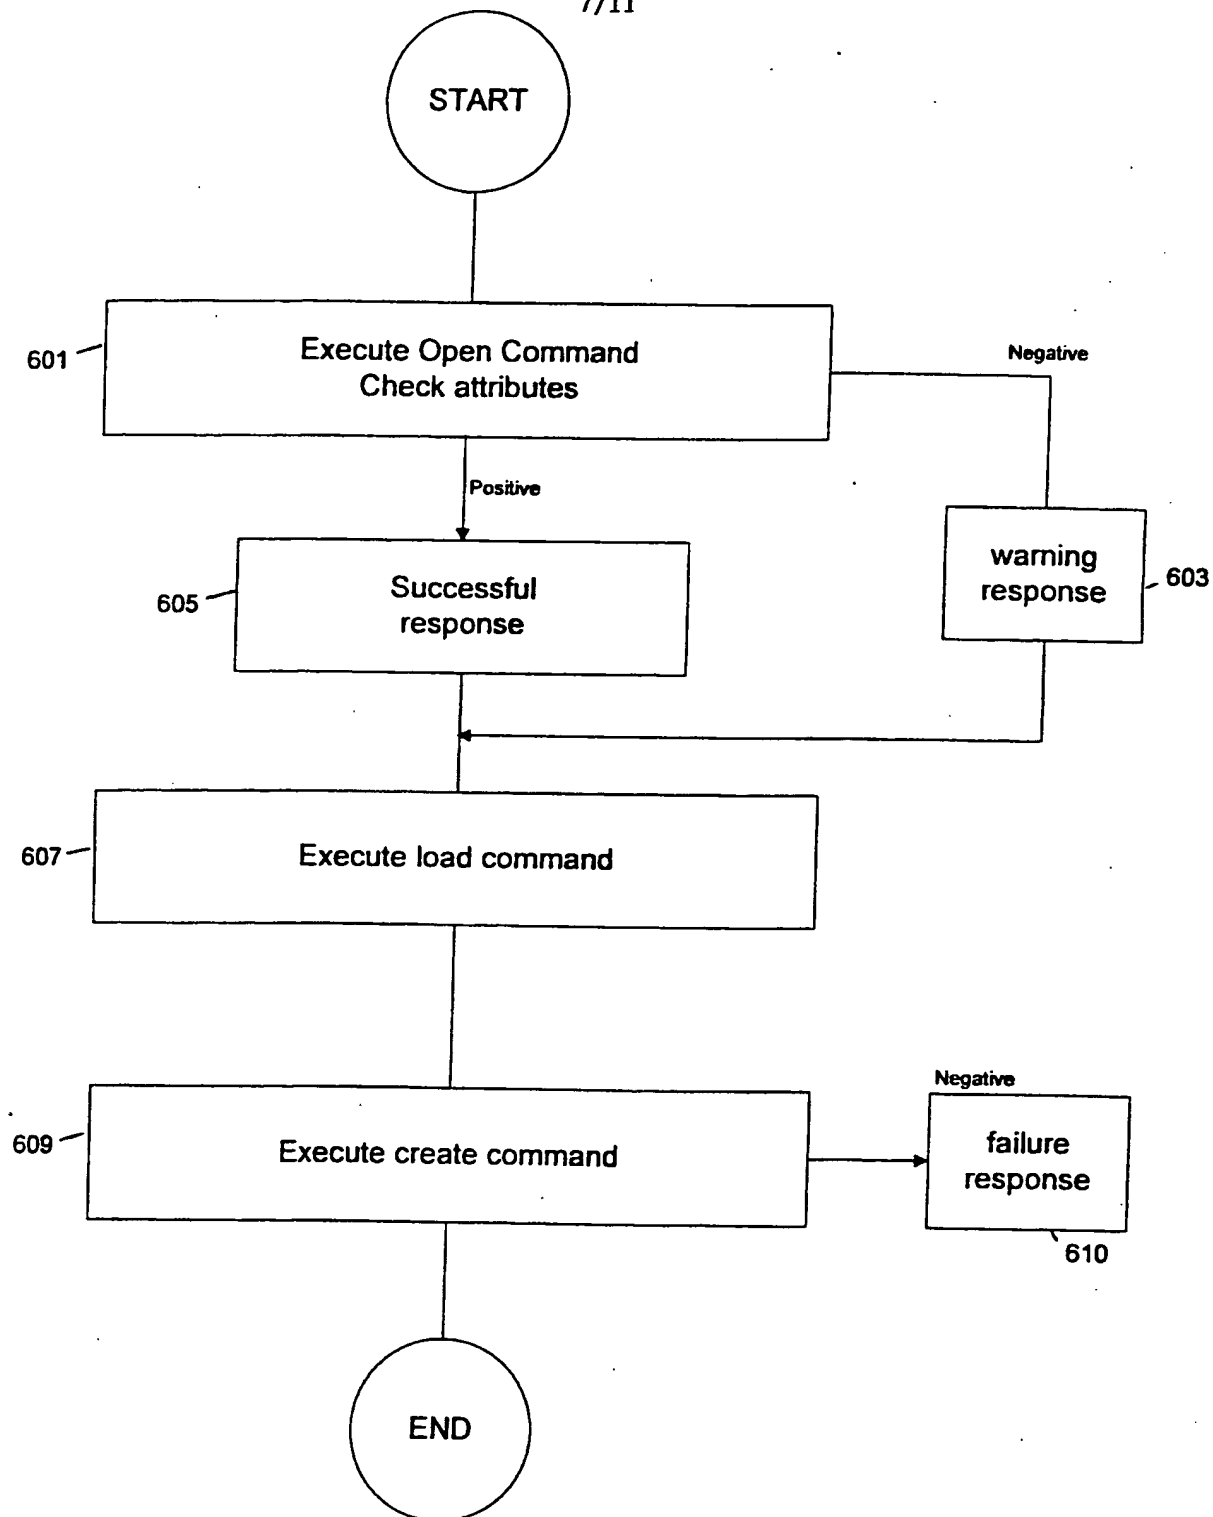 7/11
START
601
Execute Open Command
Check attributes
Negative
Positive
605
Successful
response
warning
response
603
607
Execute load command
609
Execute create command
Negative
failure
response
610
END